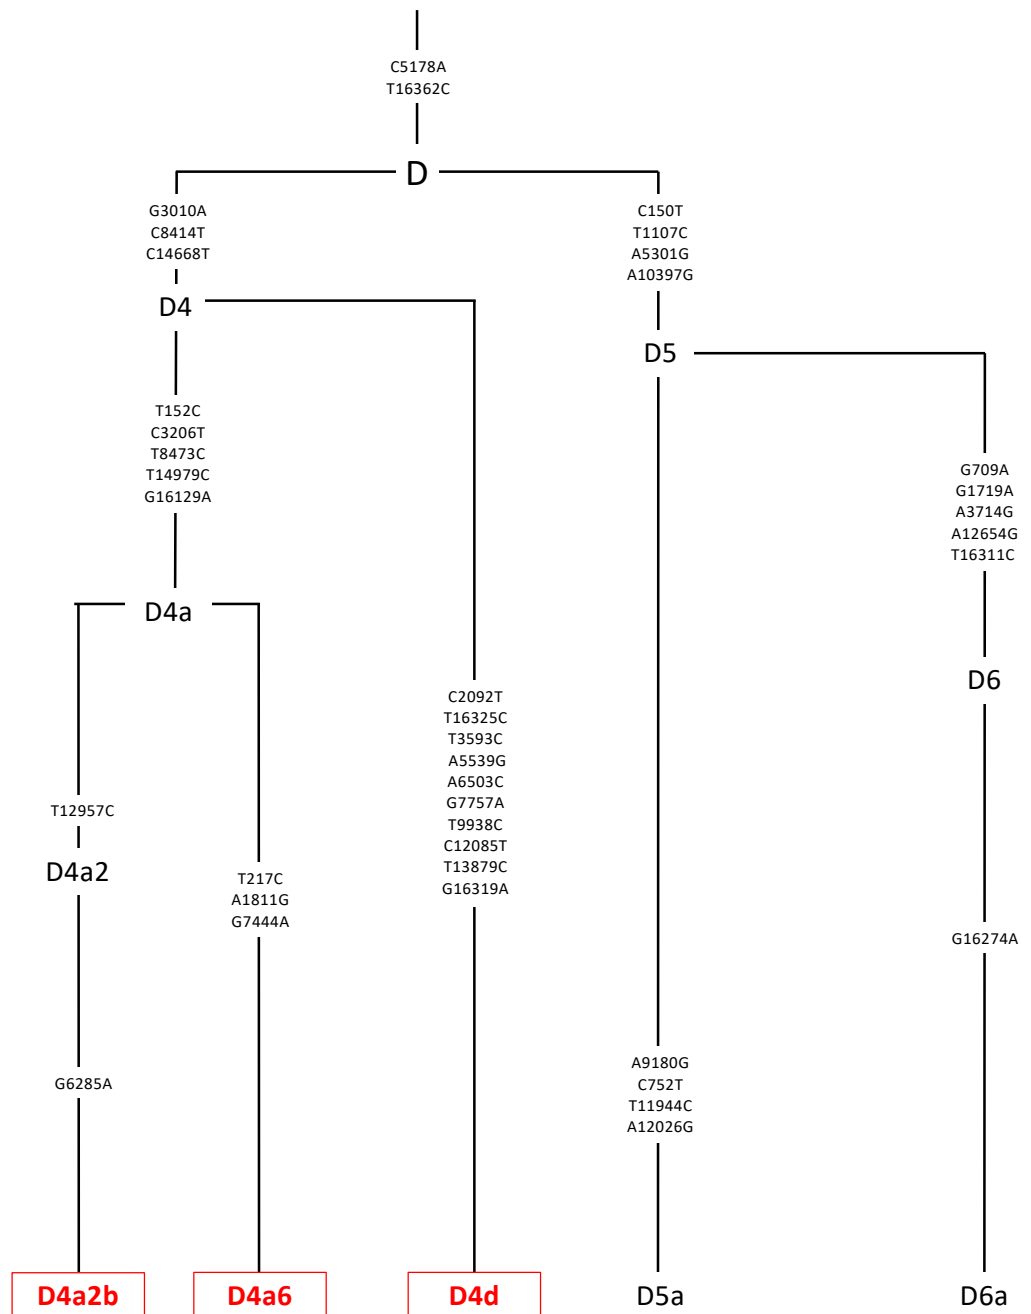 C5178A
T16362C
D
G3010A
C8414T
C14668T
C150T
T1107C
A5301G
A10397G
D4
D5
T152C
C3206T
T8473C
T14979C
G16129A
G709A
G1719A
A3714G
A12654G
T16311C
D4a
D6
C2092T
T16325C
T3593C
A5539G
A6503C
G7757A
T9938C
C12085T
T13879C
G16319A
T12957C
D4a2
T217C
A1811G
G7444A
G16274A
G6285A
A9180G
C752T
T11944C
A12026G
D4a2b
D4a6
D4d
D5a
D6a